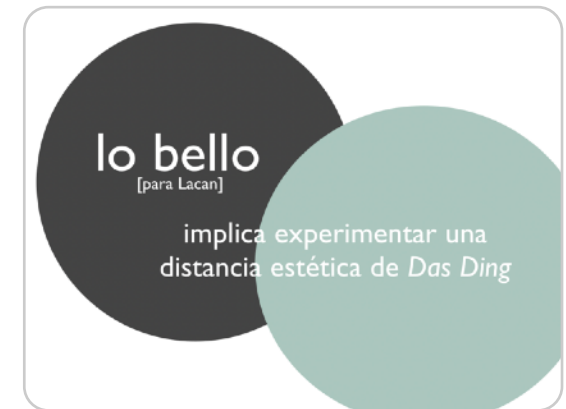 lo bello
[para Lacan]
implica experimentar una
distancia estética de Das Ding